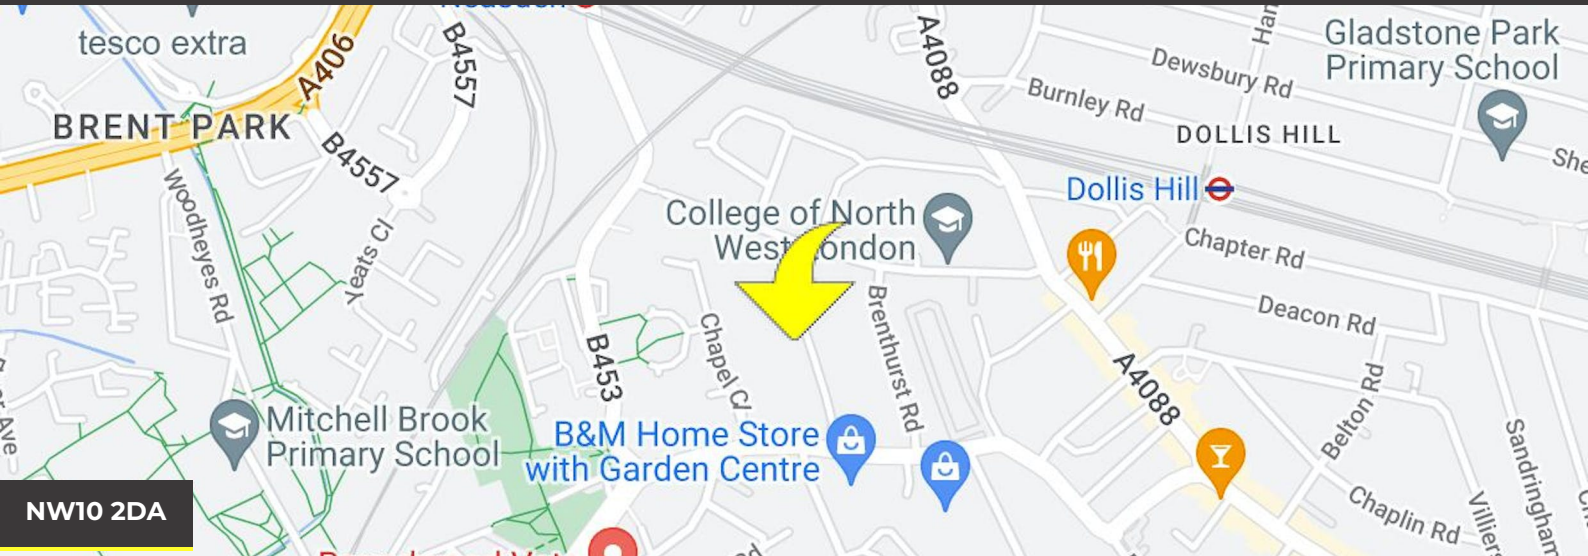 tesco extra
A406
BRENT PARK
B4557
B4557
Woodheyes Rd
Yeats Cl
A4088
Burnley Rd
Dewsbury Rd
Gladstone Park
Primary School
DOLLIS HILL
Dollis Hill
College of North
West London
Chapter Rd
Deacon Rd
B453
Chapel Cl
Brenthurst Rd
A4088
Belton Rd
Mitchell Brook
Primary School
B&M Home Store
with Garden Centre
Chaplin Rd
Sandringham
NW10 2DA